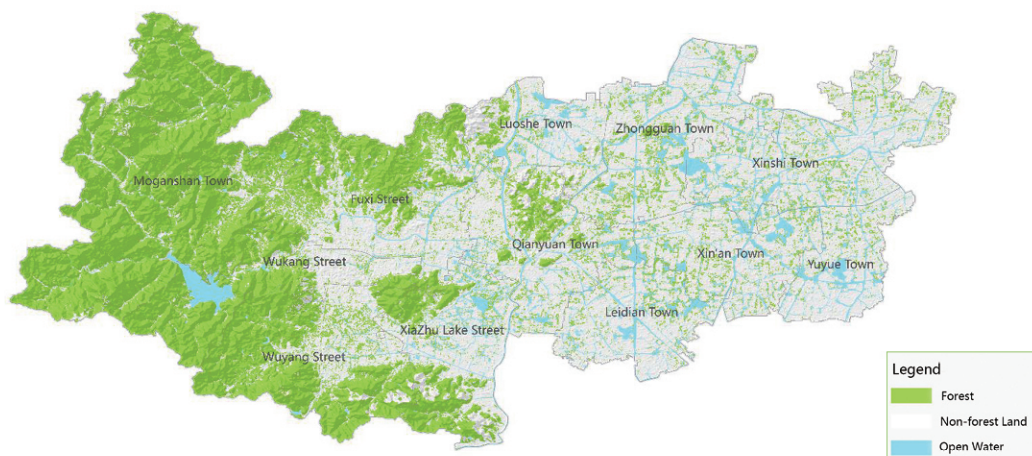 Luoshe Town
Zhongguan Town
Xinshi Town
Moganshan Town
Fuxi Street
Qianyuan Town
Xin'an Town
Wukang Street
Yuyue Town
Leidian Town
XiaZhu Lake Street
Wuyang Street
Legend
Forest
Non-forest Land
Open Water